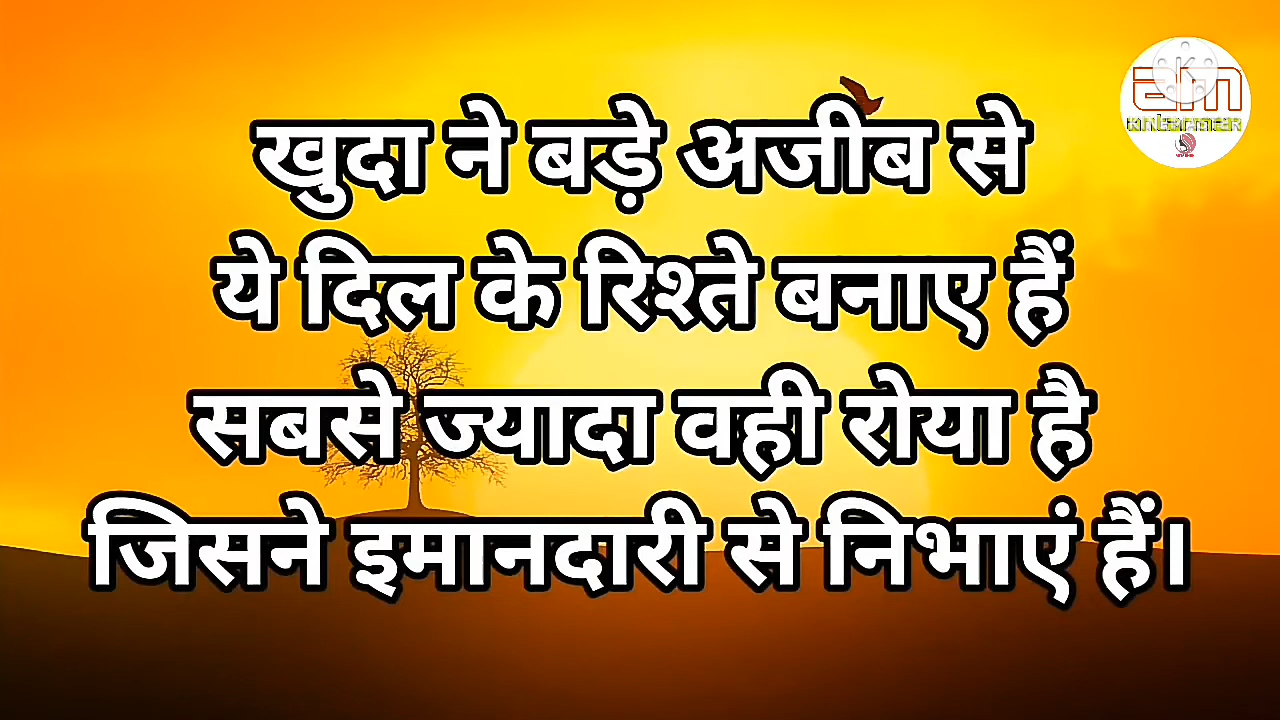 खुदा ने बड़े अजीब से
ये दिल के रिश्ते बनाए हैं
सबसे ज्यादा वही रोया है
जिसने इमानदारी से निभाएं हैं।